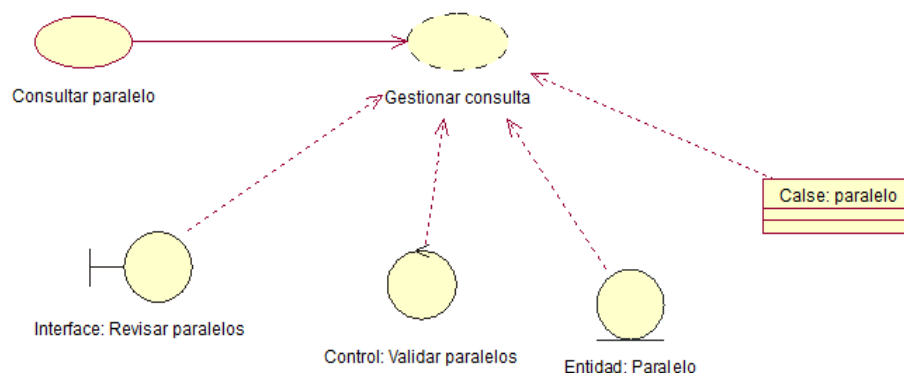 Consultar paralelo
Gestionar consulta
Calse: paralelo
Interface: Revisar paralelos
Control: Validar paralelos
Entidad: Paralelo